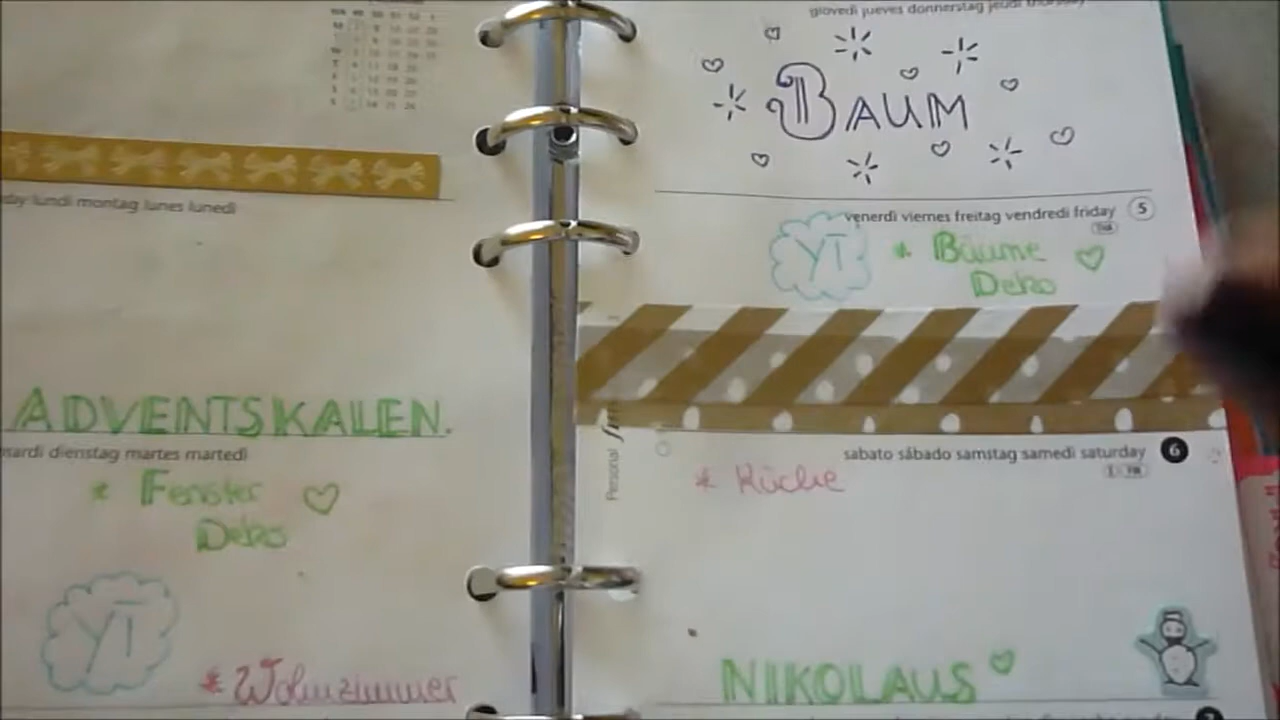 lundi montag lunes lunedì
ADVENTSKALEN.
dienstag martes martedì
* Fenster
Deko
YT
* Wohnzimmer
giovedì jueves donnerstag jeudi thursday
BAUM
venerdì viernes freitag vendredi friday 5
YT * Bäume
Deko
Personal
sabato sábado samstag samedi saturday 6
* Küche
NIKOLAUS